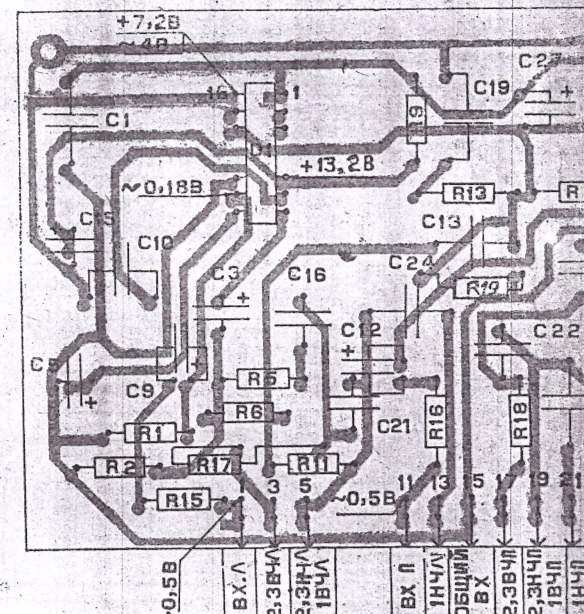 +7,2В
~4В
C27
16
1
C19
C1
D1
+13,2В
~0,18В
R13
R
C15
C13
C10
C3
C16
C24
R19
C12
C22
C9
R5
R6
R16
R18
R1
C21
R2
R17
R11
R15
3
5
~0,5В
11
13
15
17
19
21
0,5В
ВХ.Л
2,3ВЧЛ
2,3НЧЛ
1ВЧЛ
ВХ П
1НЧЛ
ОБЩИЙ
ВХ
2,3ВЧП
2,3НЧП
1ВЧП
1НЧП